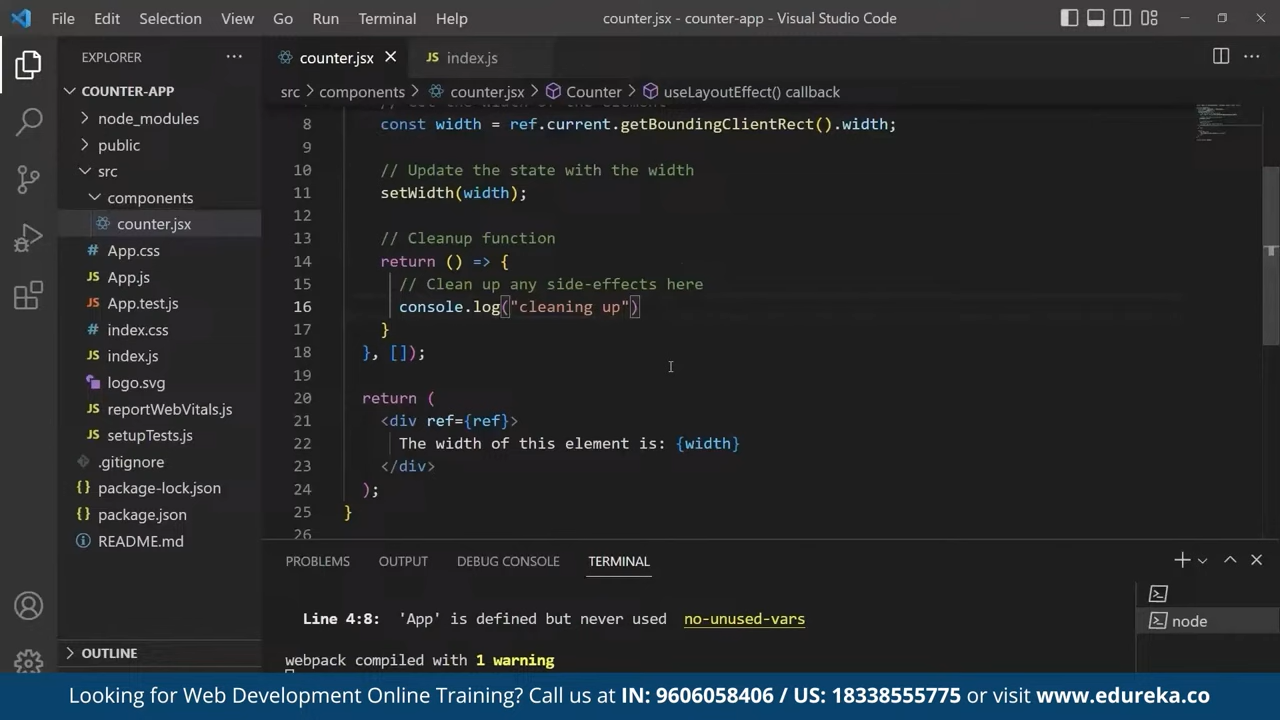 File Edit Selection View Go Run Terminal Help counter.jsx - counter-app - Visual Studio Code
EXPLORER
COUNTER-APP
node_modules
public
src
components
counter.jsx
App.css
App.js
App.test.js
index.css
index.js
logo.svg
reportWebVitals.js
setupTests.js
.gitignore
package-lock.json
package.json
README.md
OUTLINE
counter.jsx JS index.js
src > components > counter.jsx > Counter > useLayoutEffect() callback
8 const width = ref.current.getBoundingClientRect().width;
9
10 // Update the state with the width
11 setWidth(width);
12
13 // Cleanup function
14 return () => {
15 // Clean up any side-effects here
16 console.log("cleaning up")
17 }
18 }, []);
19
20 return (
21 <div ref={ref}>
22 The width of this element is: {width}
23 </div>
24 );
25 }
26
PROBLEMS OUTPUT DEBUG CONSOLE TERMINAL
Line 4:8: 'App' is defined but never used no-unused-vars
webpack compiled with 1 warning
node
Looking for Web Development Online Training? Call us at IN: 9606058406 / US: 18338555775 or visit www.edureka.co